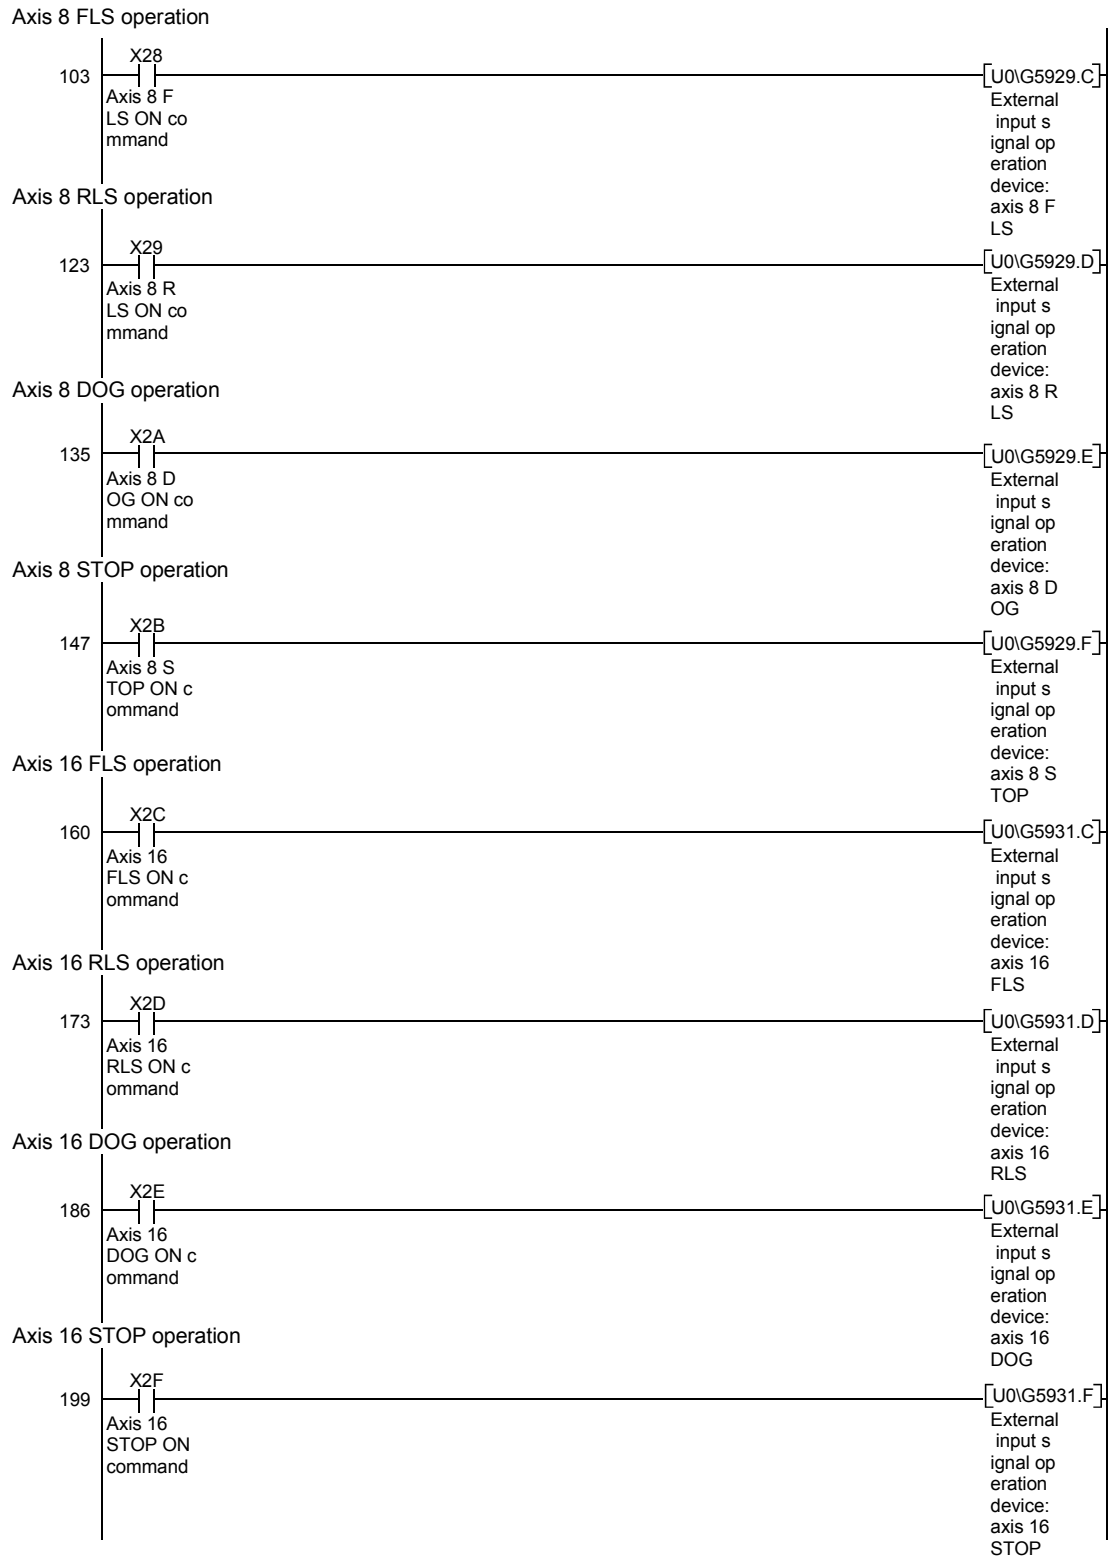 Axis 8 FLS operation
X28
103
[U0\G5929.C]
Axis 8 F
LS ON co
mmand
External
input s
ignal op
eration
device:
axis 8 F
LS
Axis 8 RLS operation
X29
123
[U0\G5929.D]
Axis 8 R
LS ON co
mmand
External
input s
ignal op
eration
device:
axis 8 R
LS
Axis 8 DOG operation
X2A
135
[U0\G5929.E]
Axis 8 D
OG ON co
mmand
External
input s
ignal op
eration
device:
axis 8 D
OG
Axis 8 STOP operation
X2B
147
[U0\G5929.F]
Axis 8 S
TOP ON c
ommand
External
input s
ignal op
eration
device:
axis 8 S
TOP
Axis 16 FLS operation
X2C
160
[U0\G5931.C]
Axis 16
FLS ON c
ommand
External
input s
ignal op
eration
device:
axis 16
FLS
Axis 16 RLS operation
X2D
173
[U0\G5931.D]
Axis 16
RLS ON c
ommand
External
input s
ignal op
eration
device:
axis 16
RLS
Axis 16 DOG operation
X2E
186
[U0\G5931.E]
Axis 16
DOG ON c
ommand
External
input s
ignal op
eration
device:
axis 16
DOG
Axis 16 STOP operation
X2F
199
[U0\G5931.F]
Axis 16
STOP ON
command
External
input s
ignal op
eration
device:
axis 16
STOP